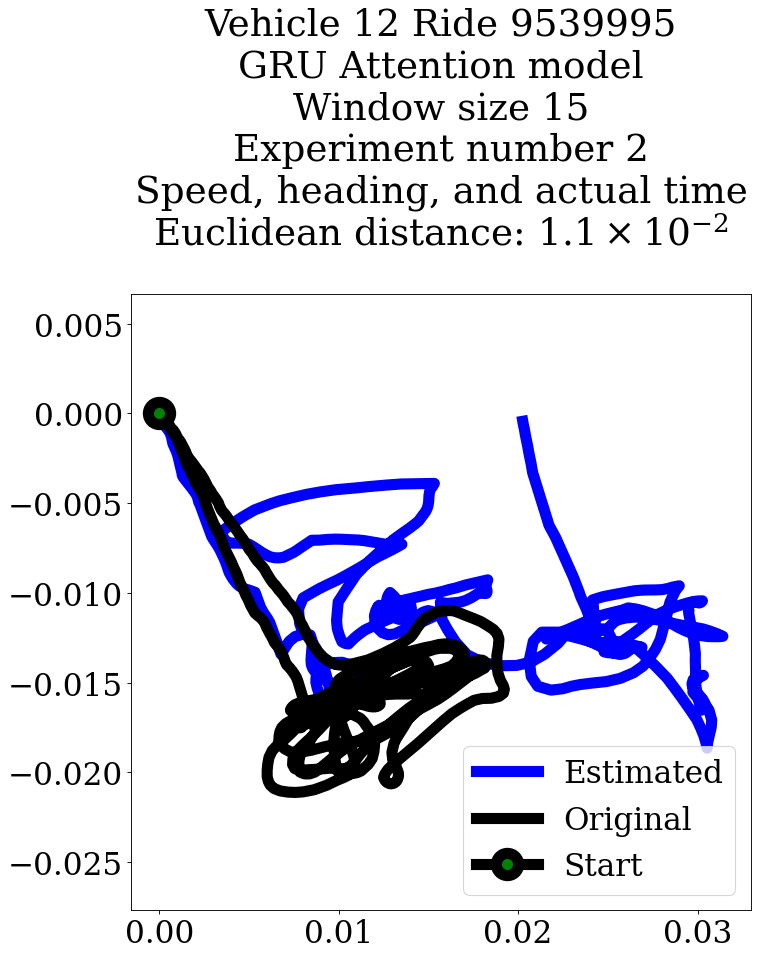 Vehicle 12 Ride 9539995
GRU Attention model
Window size 15
Experiment number 2
Speed, heading, and actual time
Euclidean distance: 1.1 × 10⁻²
0.005
0.000
−0.005
−0.010
−0.015
−0.020
−0.025
Estimated
Original
Start
0.00 0.01 0.02 0.03